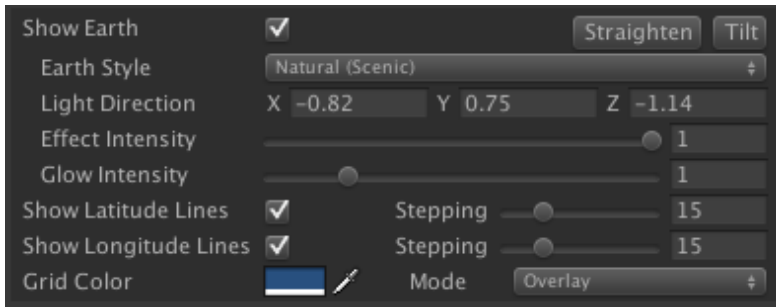 Show Earth Straighten Tilt
Earth Style Natural (Scenic)
Light Direction X -0.82 Y 0.75 Z -1.14
Effect Intensity 1
Glow Intensity 1
Show Latitude Lines Stepping 15
Show Longitude Lines Stepping 15
Grid Color Mode Overlay